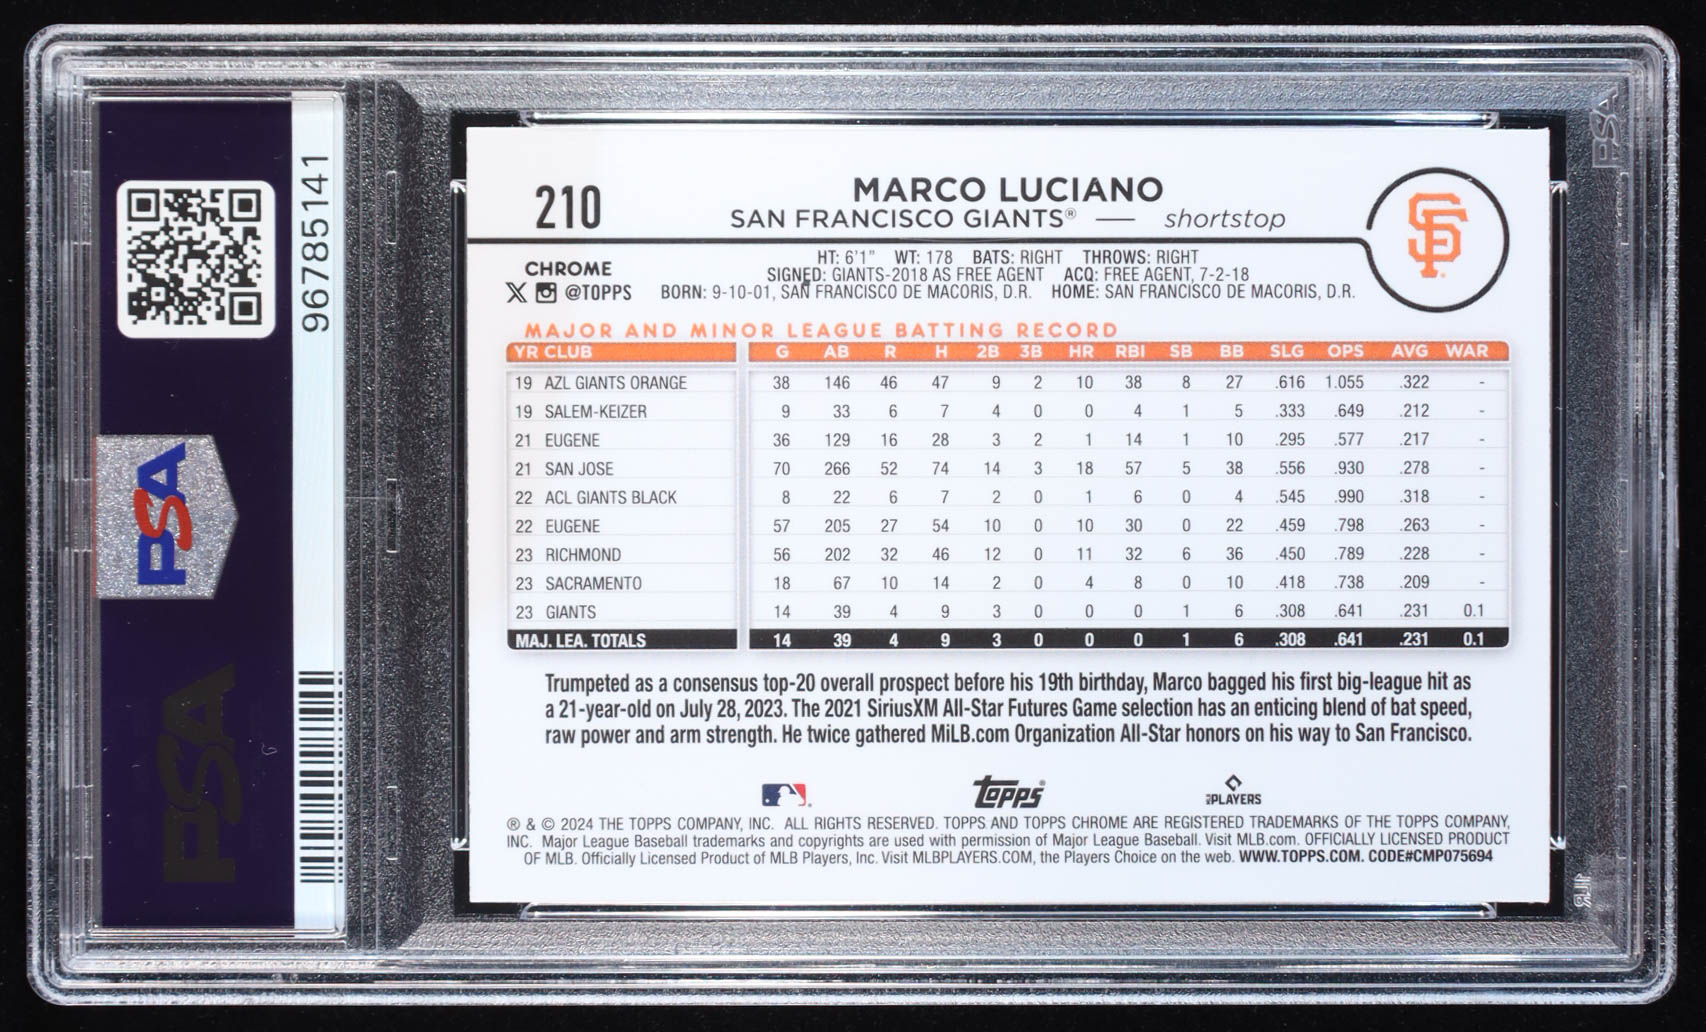 96785141
PSA
PSA
PSA
210
MARCO LUCIANO
SAN FRANCISCO GIANTS® — shortstop
SF
CHROME
@TOPPS
HT: 6'1" WT: 178 BATS: RIGHT THROWS: RIGHT
SIGNED: GIANTS-2018 AS FREE AGENT ACQ: FREE AGENT, 7-2-18
BORN: 9-10-01, SAN FRANCISCO DE MACORIS, D.R. HOME: SAN FRANCISCO DE MACORIS, D.R.
MAJOR AND MINOR LEAGUE BATTING RECORD
YR CLUB G AB R H 2B 3B HR RBI SB BB SLG OPS AVG WAR
19 AZL GIANTS ORANGE 38 146 46 47 9 2 10 38 8 27 .616 1.055 .322 -
19 SALEM-KEIZER 9 33 6 7 4 0 0 4 1 5 .333 .649 .212 -
21 EUGENE 36 129 16 28 3 2 1 14 1 10 .295 .577 .217 -
21 SAN JOSE 70 266 52 74 14 3 18 57 5 38 .556 .930 .278 -
22 ACL GIANTS BLACK 8 22 6 7 2 0 1 6 0 4 .545 .990 .318 -
22 EUGENE 57 205 27 54 10 0 10 30 0 22 .459 .798 .263 -
23 RICHMOND 56 202 32 46 12 0 11 32 6 36 .450 .789 .228 -
23 SACRAMENTO 18 67 10 14 2 0 4 8 0 10 .418 .738 .209 -
23 GIANTS 14 39 4 9 3 0 0 0 1 6 .308 .641 .231 0.1
MAJ. LEA. TOTALS 14 39 4 9 3 0 0 0 1 6 .308 .641 .231 0.1
Trumpeted as a consensus top-20 overall prospect before his 19th birthday, Marco bagged his first big-league hit as
a 21-year-old on July 28, 2023. The 2021 SiriusXM All-Star Futures Game selection has an enticing blend of bat speed,
raw power and arm strength. He twice gathered MiLB.com Organization All-Star honors on his way to San Francisco.
TOPPS®
MLB PLAYERS
® & © 2024 THE TOPPS COMPANY, INC. ALL RIGHTS RESERVED. TOPPS AND TOPPS CHROME ARE REGISTERED TRADEMARKS OF THE TOPPS COMPANY,
INC. Major League Baseball trademarks and copyrights are used with permission of Major League Baseball. Visit MLB.com. OFFICIALLY LICENSED PRODUCT
OF MLB. Officially Licensed Product of MLB Players, Inc. Visit MLBPLAYERS.COM, the Players Choice on the web. WWW.TOPPS.COM. CODE#CMP075694